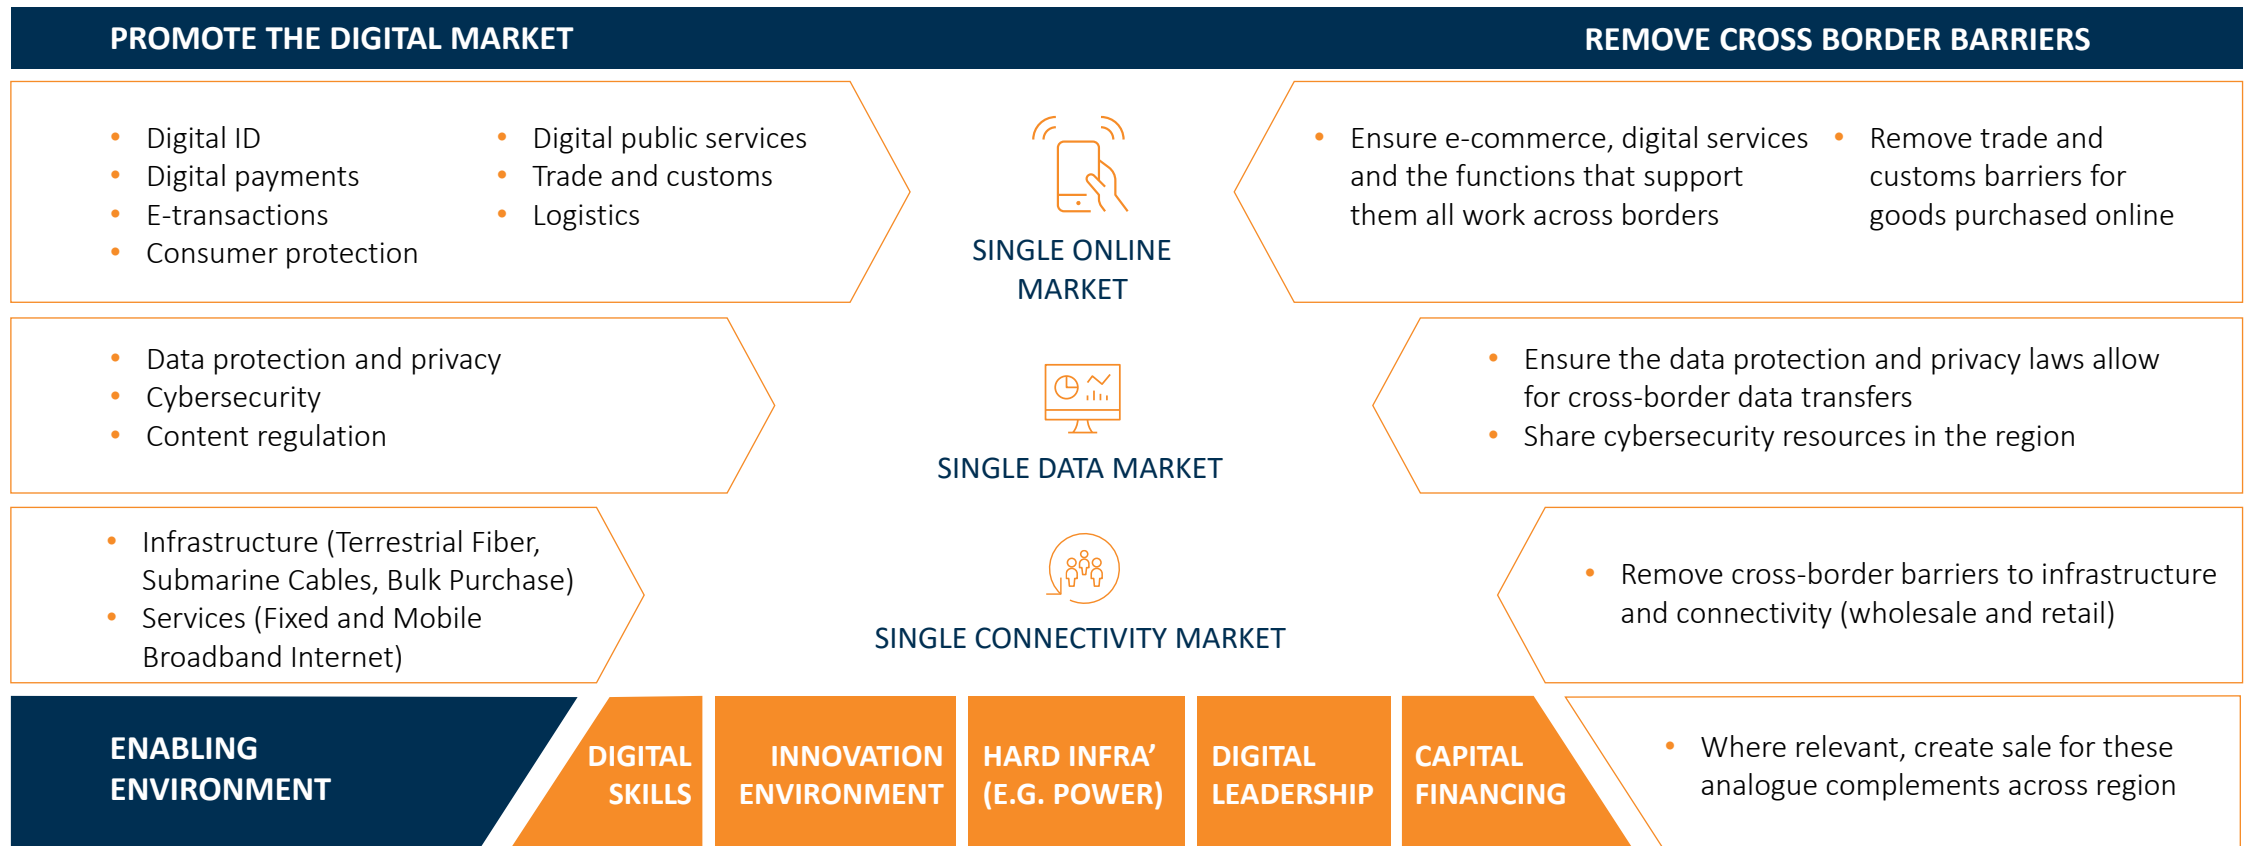 PROMOTE THE DIGITAL MARKET
REMOVE CROSS BORDER BARRIERS
• Digital ID
• Digital payments
• E-transactions
• Consumer protection
• Digital public services
• Trade and customs
• Logistics
SINGLE ONLINE
MARKET
• Ensure e-commerce, digital services
and the functions that support
them all work across borders
• Remove trade and
customs barriers for
goods purchased online
• Data protection and privacy
• Cybersecurity
• Content regulation
SINGLE DATA MARKET
• Ensure the data protection and privacy laws allow
for cross-border data transfers
• Share cybersecurity resources in the region
• Infrastructure (Terrestrial Fiber,
Submarine Cables, Bulk Purchase)
• Services (Fixed and Mobile
Broadband Internet)
SINGLE CONNECTIVITY MARKET
• Remove cross-border barriers to infrastructure
and connectivity (wholesale and retail)
ENABLING
ENVIRONMENT
DIGITAL
SKILLS
INNOVATION
ENVIRONMENT
HARD INFRA’
(E.G. POWER)
DIGITAL
LEADERSHIP
CAPITAL
FINANCING
• Where relevant, create sale for these
analogue complements across region